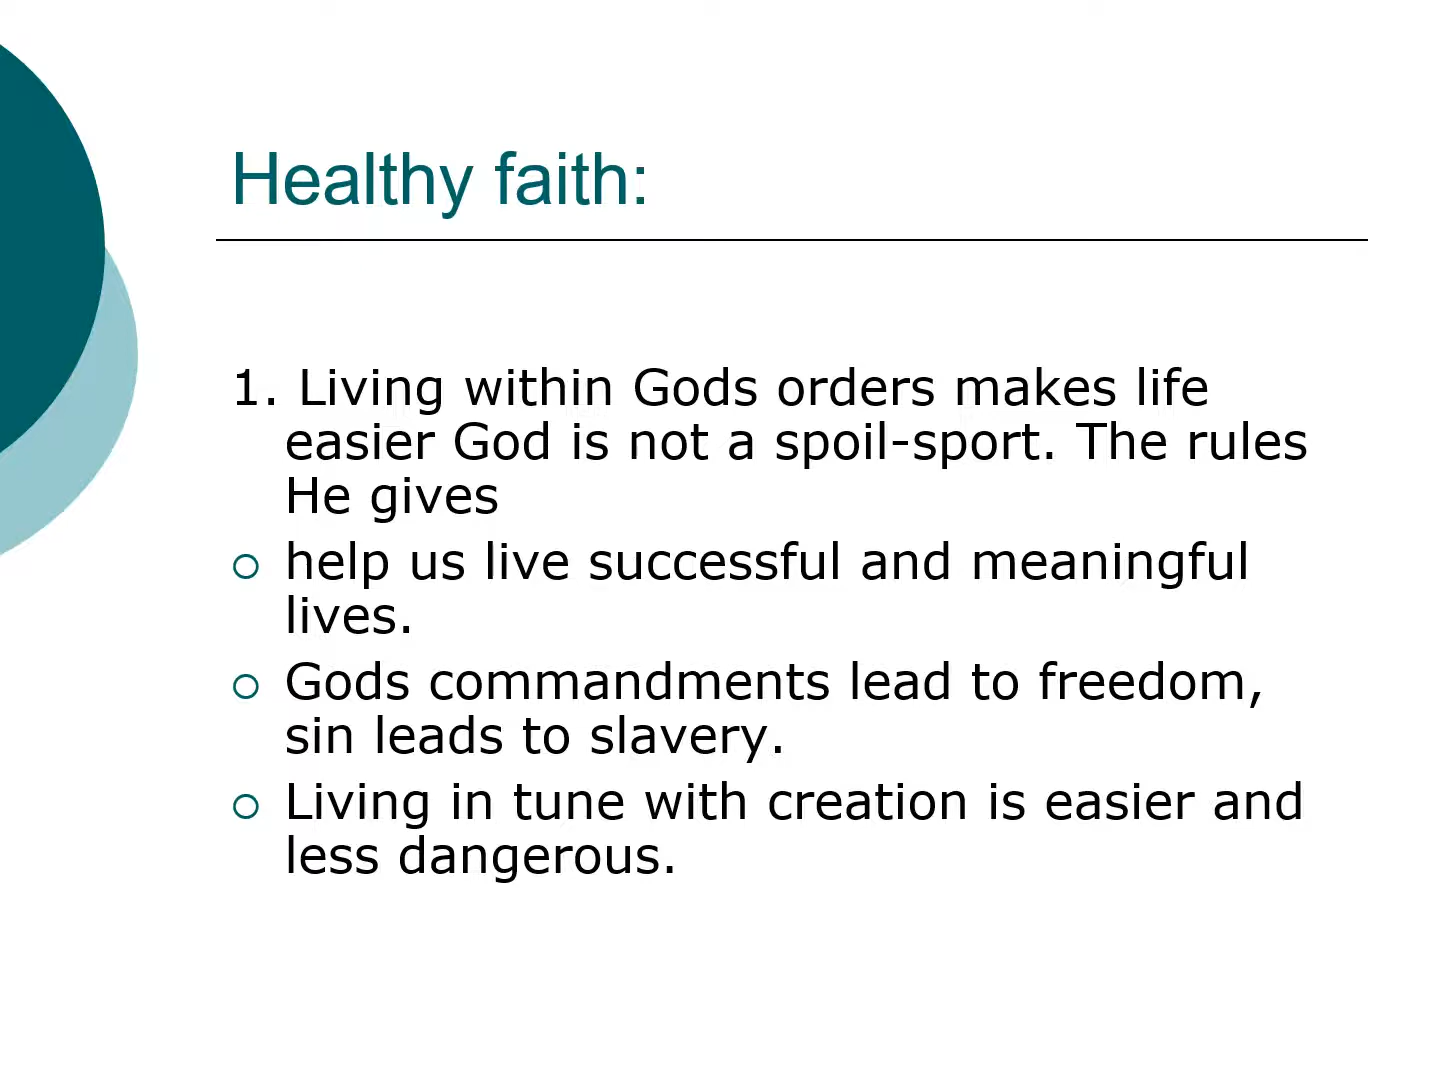 Healthy faith:
1. Living within Gods orders makes life
easier God is not a spoil-sport. The rules
He gives
help us live successful and meaningful
lives.
Gods commandments lead to freedom,
sin leads to slavery.
Living in tune with creation is easier and
less dangerous.